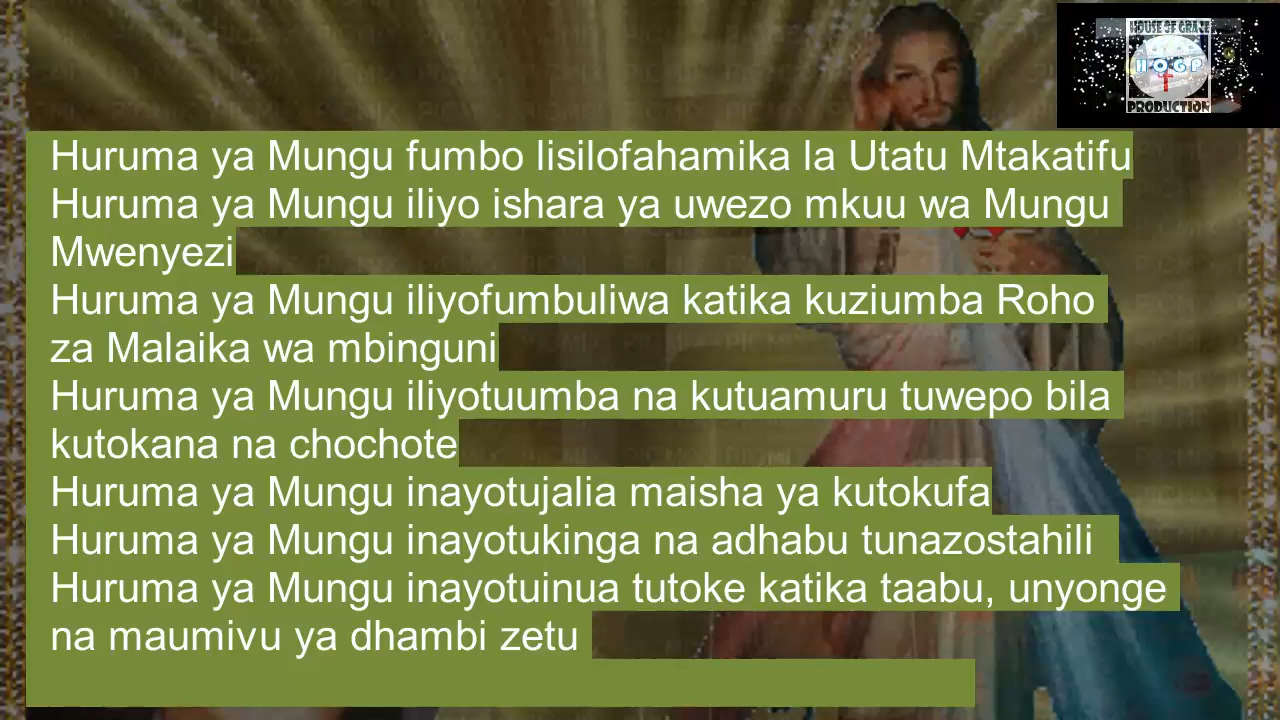 HOUSE OF GRAZE
HOGP
PRODUCTION
Huruma ya Mungu fumbo lisilofahamika la Utatu Mtakatifu
Huruma ya Mungu iliyo ishara ya uwezo mkuu wa Mungu
Mwenyezi
Huruma ya Mungu iliyofumbuliwa katika kuziumba Roho
za Malaika wa mbinguni
Huruma ya Mungu iliyotuumba na kutuamuru tuwepo bila
kutokana na chochote
Huruma ya Mungu inayotujalia maisha ya kutokufa
Huruma ya Mungu inayotukinga na adhabu tunazostahili
Huruma ya Mungu inayotuinua tutoke katika taabu, unyonge
na maumivu ya dhambi zetu